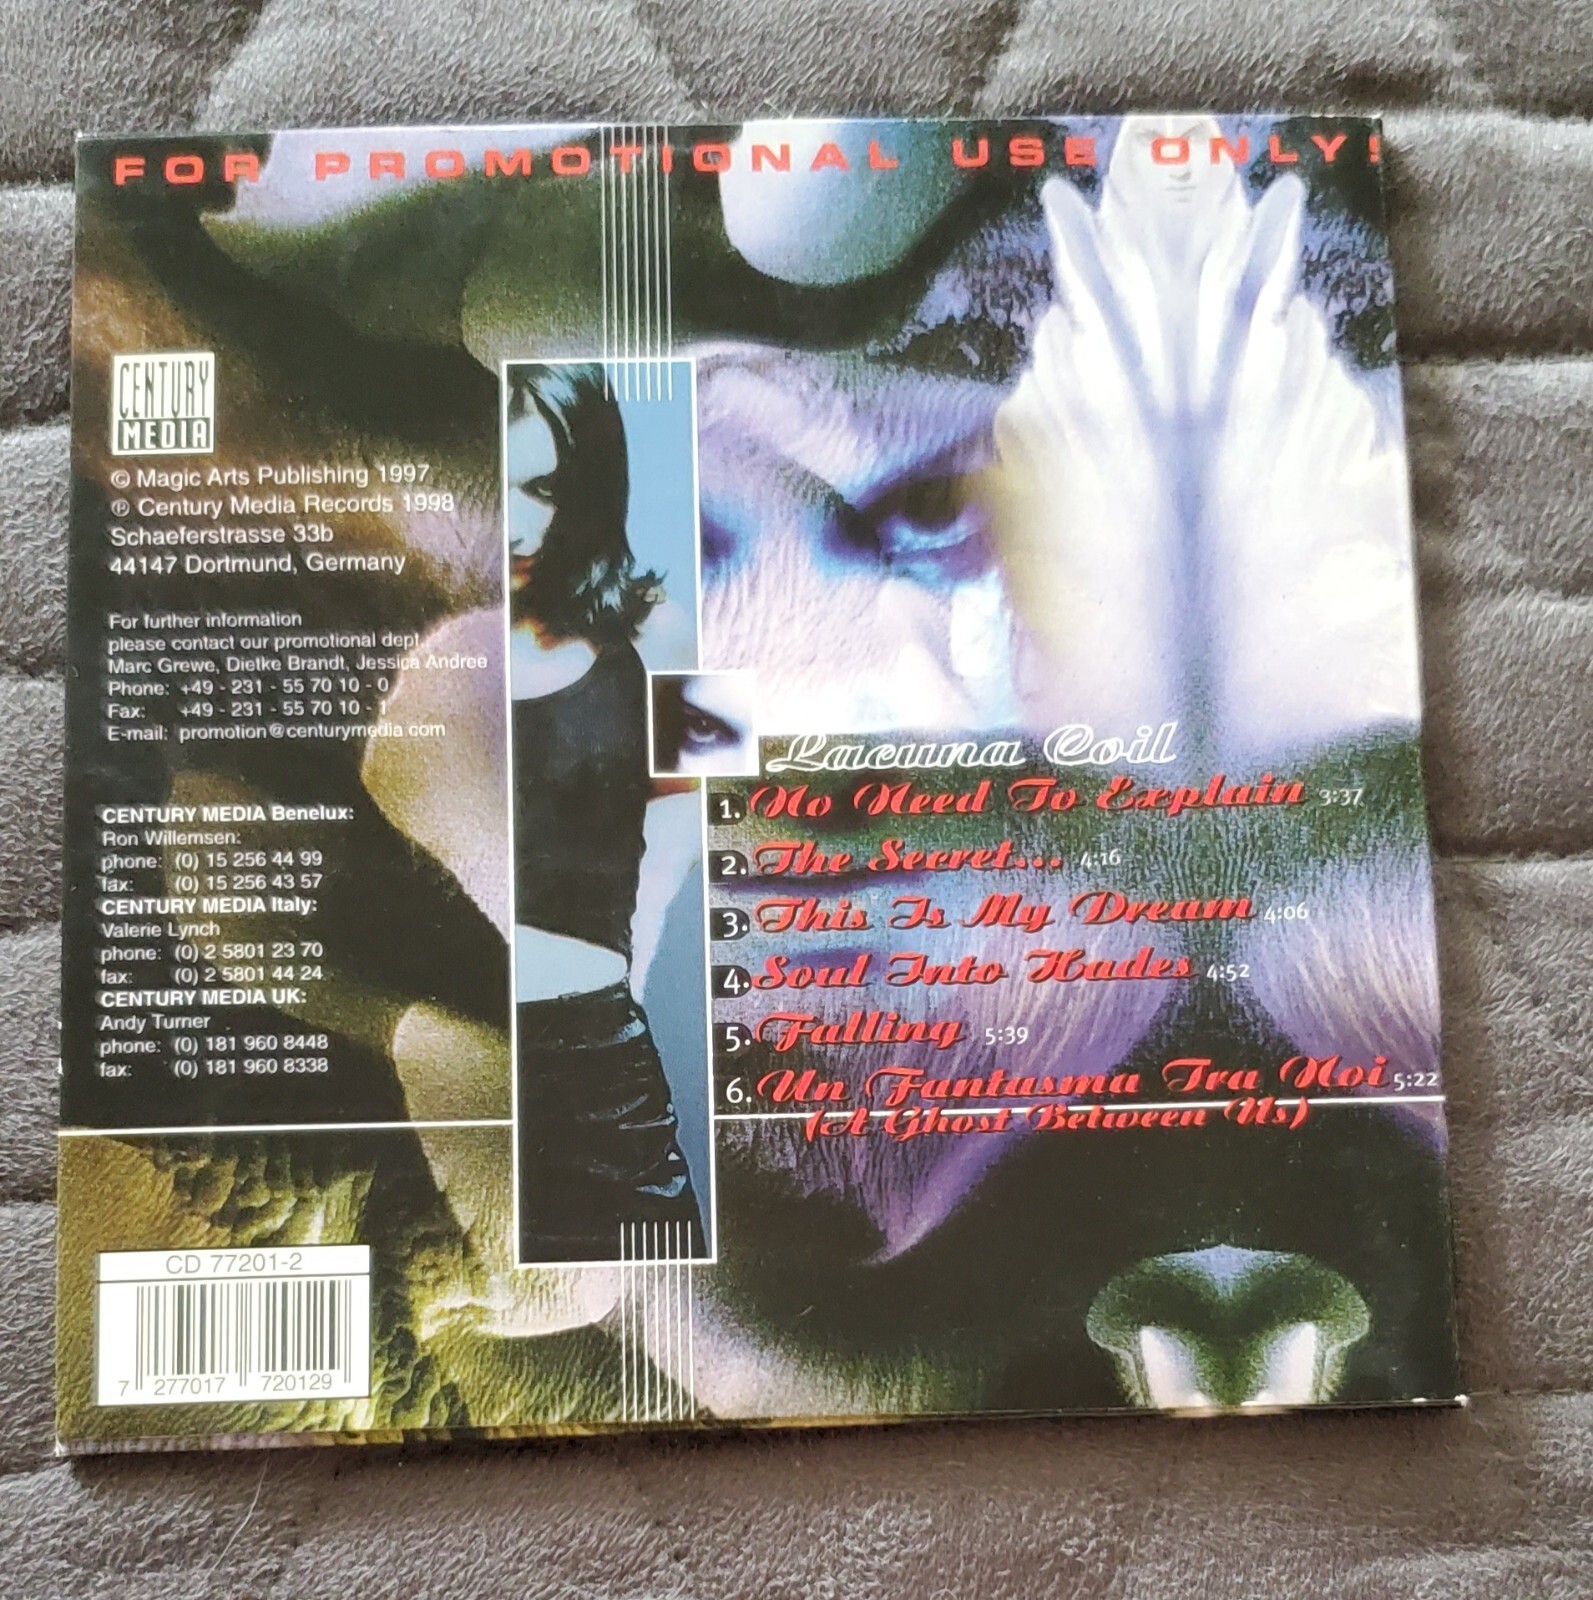 FOR PROMOTIONAL USE ONLY!
CENTURY
MEDIA
© Magic Arts Publishing 1997
℗ Century Media Records 1998
Schaeferstrasse 33b
44147 Dortmund, Germany
For further information
please contact our promotional dept.
Marc Grewe, Dietke Brandt, Jessica Andree
Phone: +49 - 231 - 55 70 10 - 0
Fax: +49 - 231 - 55 70 10 - 1
E-mail: promotion@centurymedia.com
CENTURY MEDIA Benelux:
Ron Willemsen:
phone: (0) 15 256 44 99
fax: (0) 15 256 43 57
CENTURY MEDIA Italy:
Valerie Lynch
phone: (0) 2 5801 23 70
fax: (0) 2 5801 44 24
CENTURY MEDIA UK:
Andy Turner
phone: (0) 181 960 8448
fax: (0) 181 960 8338
Lacuna Coil
1. No Need To Explain 3:37
2. The Secret... 4:16
3. This Is My Dream 4:06
4. Soul Into Hades 4:52
5. Falling 5:39
6. Un Fantasma Tra Noi 5:22
(A Ghost Between Us)
CD 77201-2
7 277017 720129